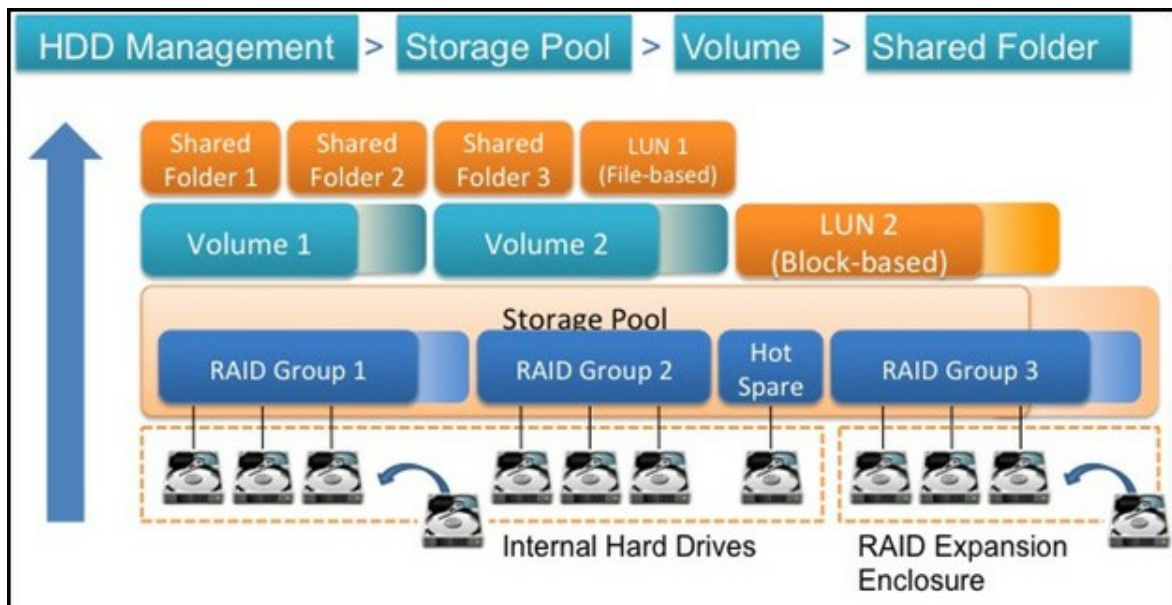 HDD Management > Storage Pool > Volume > Shared Folder
Shared
Folder 1
Shared
Folder 2
Shared
Folder 3
LUN 1
(File-based)
Volume 1
Volume 2
LUN 2
(Block-based)
Storage Pool
RAID Group 1
RAID Group 2
Hot
Spare
RAID Group 3
Internal Hard Drives
RAID Expansion
Enclosure